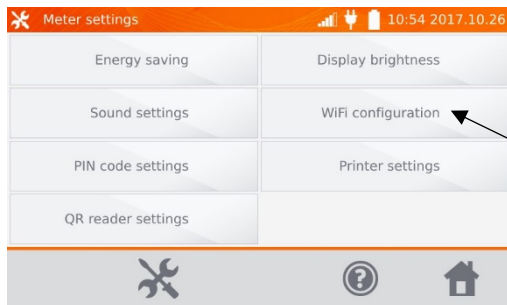 Meter settings
10:54 2017.10.26
Energy saving
Display brightness
Sound settings
WiFi configuration
PIN code settings
Printer settings
QR reader settings
?